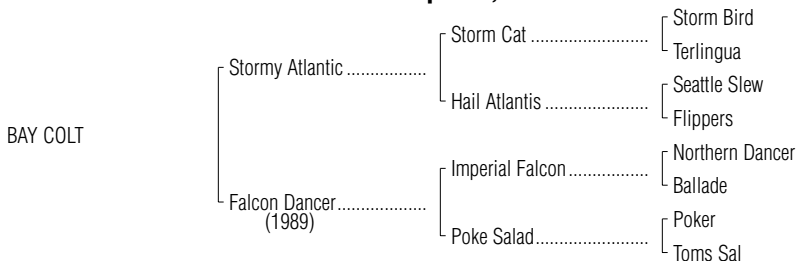 Storm Bird
Storm Cat .........................
Terlingua
Stormy Atlantic .................
Seattle Slew
Hail Atlantis ......................
Flippers
BAY COLT
Northern Dancer
Imperial Falcon .................
Ballade
Falcon Dancer...................
(1989)
Poker
Poke Salad........................
Toms Sal